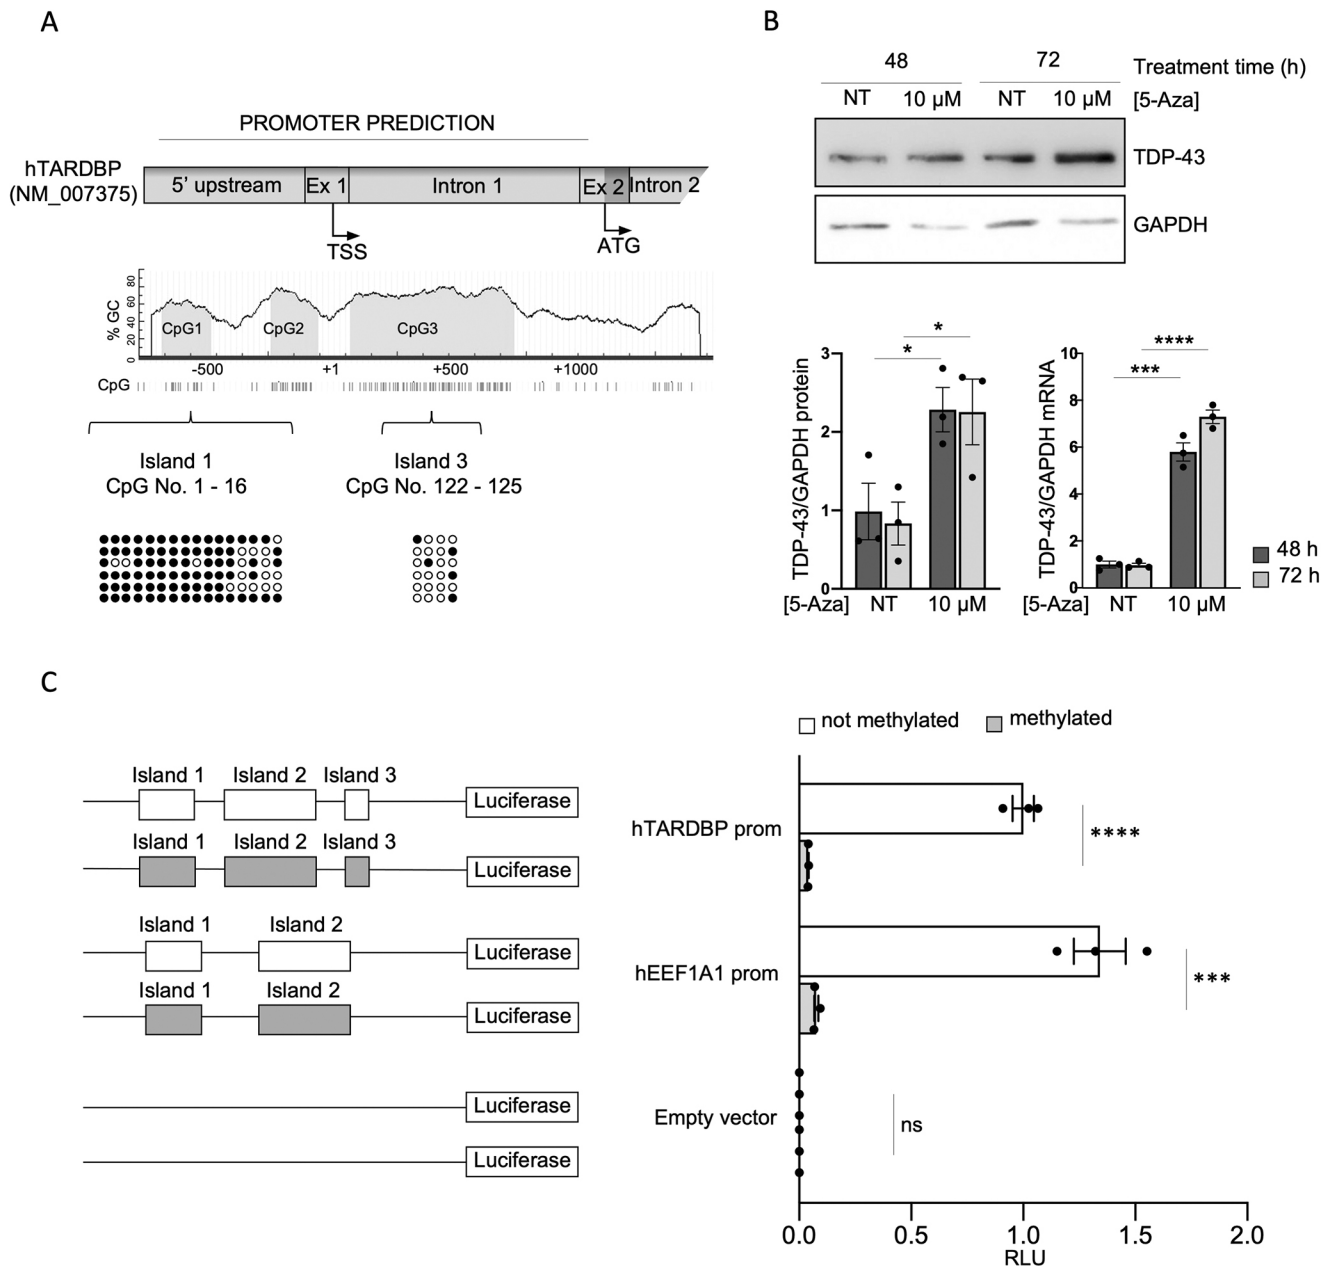 A
PROMOTER PREDICTION
hTARDBP
(NM_007375)
5’ upstream
Ex 1
Intron 1
Ex 2
Intron 2
TSS
ATG
% GC
80
60
40
20
0
CpG1
CpG2
CpG3
-500
+1
+500
+1000
CpG
Island 1
CpG No. 1 - 16
Island 3
CpG No. 122 - 125
B
48
72
Treatment time (h)
NT
10 µM
NT
10 µM
[5-Aza]
TDP-43
GAPDH
TDP-43/GAPDH protein
3
2
1
0
*
*
[5-Aza]
NT
10 µM
TDP-43/GAPDH mRNA
10
8
6
4
2
0
***
****
[5-Aza]
NT
10 µM
48 h
72 h
C
Island 1
Island 2
Island 3
Luciferase
Island 1
Island 2
Island 3
Luciferase
Island 1
Island 2
Luciferase
Island 1
Island 2
Luciferase
Luciferase
Luciferase
not methylated
methylated
hTARDBP prom
****
hEEF1A1 prom
***
Empty vector
ns
0.0
0.5
1.0
1.5
2.0
RLU